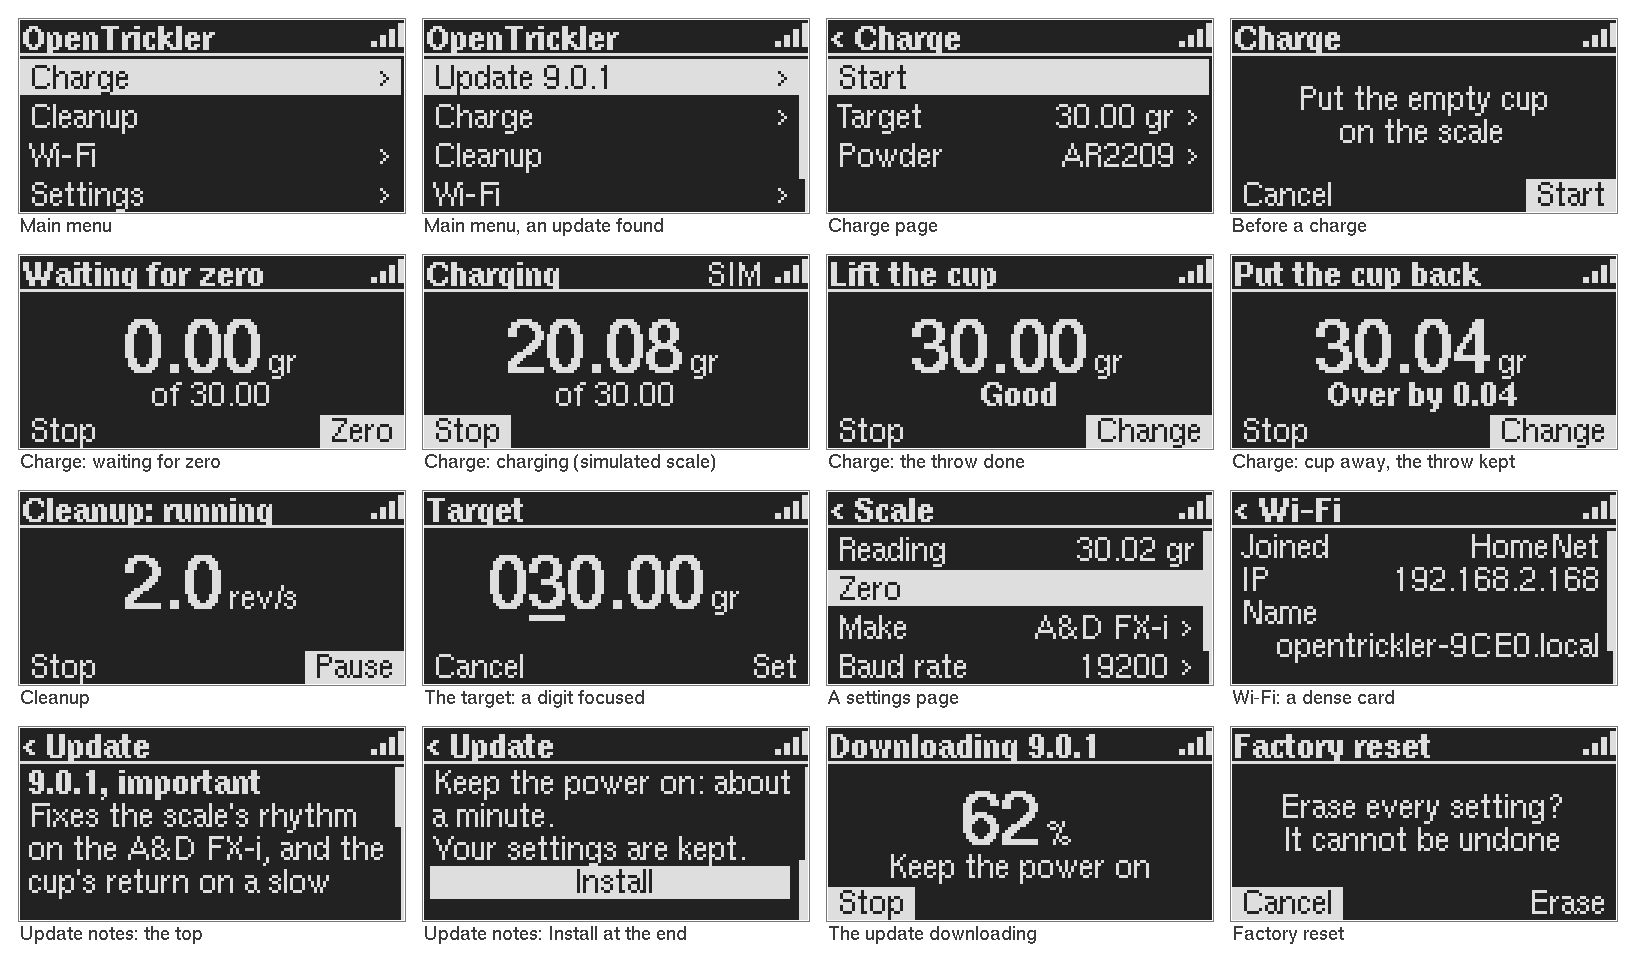 OpenTrickler
Charge >
Cleanup
Wi-Fi >
Settings >
Main menu
OpenTrickler
Update 9.0.1 >
Charge >
Cleanup
Wi-Fi >
Main menu, an update found
< Charge
Start
Target 30.00 gr >
Powder AR2209 >
Charge page
Charge
Put the empty cup
on the scale
Cancel Start
Before a charge
Waiting for zero
0.00 gr
of 30.00
Stop Zero
Charge: waiting for zero
Charging SIM
20.08 gr
of 30.00
Stop
Charge: charging (simulated scale)
Lift the cup
30.00 gr
Good
Stop Change
Charge: the throw done
Put the cup back
30.04 gr
Over by 0.04
Stop Change
Charge: cup away, the throw kept
Cleanup: running
2.0 rev/s
Stop Pause
Cleanup
Target
030.00 gr
Cancel Set
The target: a digit focused
< Scale
Reading 30.02 gr
Zero
Make A&D FX-i >
Baud rate 19200 >
A settings page
< Wi-Fi
Joined HomeNet
IP 192.168.2.168
Name
opentrickler-9CE0.local
Wi-Fi: a dense card
< Update
9.0.1, important
Fixes the scale's rhythm
on the A&D FX-i, and the
cup's return on a slow
Update notes: the top
< Update
Keep the power on: about
a minute.
Your settings are kept.
Install
Update notes: Install at the end
Downloading 9.0.1
62 %
Keep the power on
Stop
The update downloading
Factory reset
Erase every setting?
It cannot be undone
Cancel Erase
Factory reset